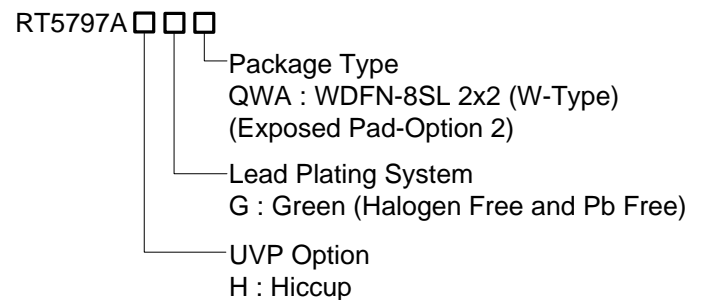 RT5797A
Package Type
QWA : WDFN-8SL 2x2 (W-Type)
(Exposed Pad-Option 2)
Lead Plating System
G : Green (Halogen Free and Pb Free)
UVP Option
H : Hiccup